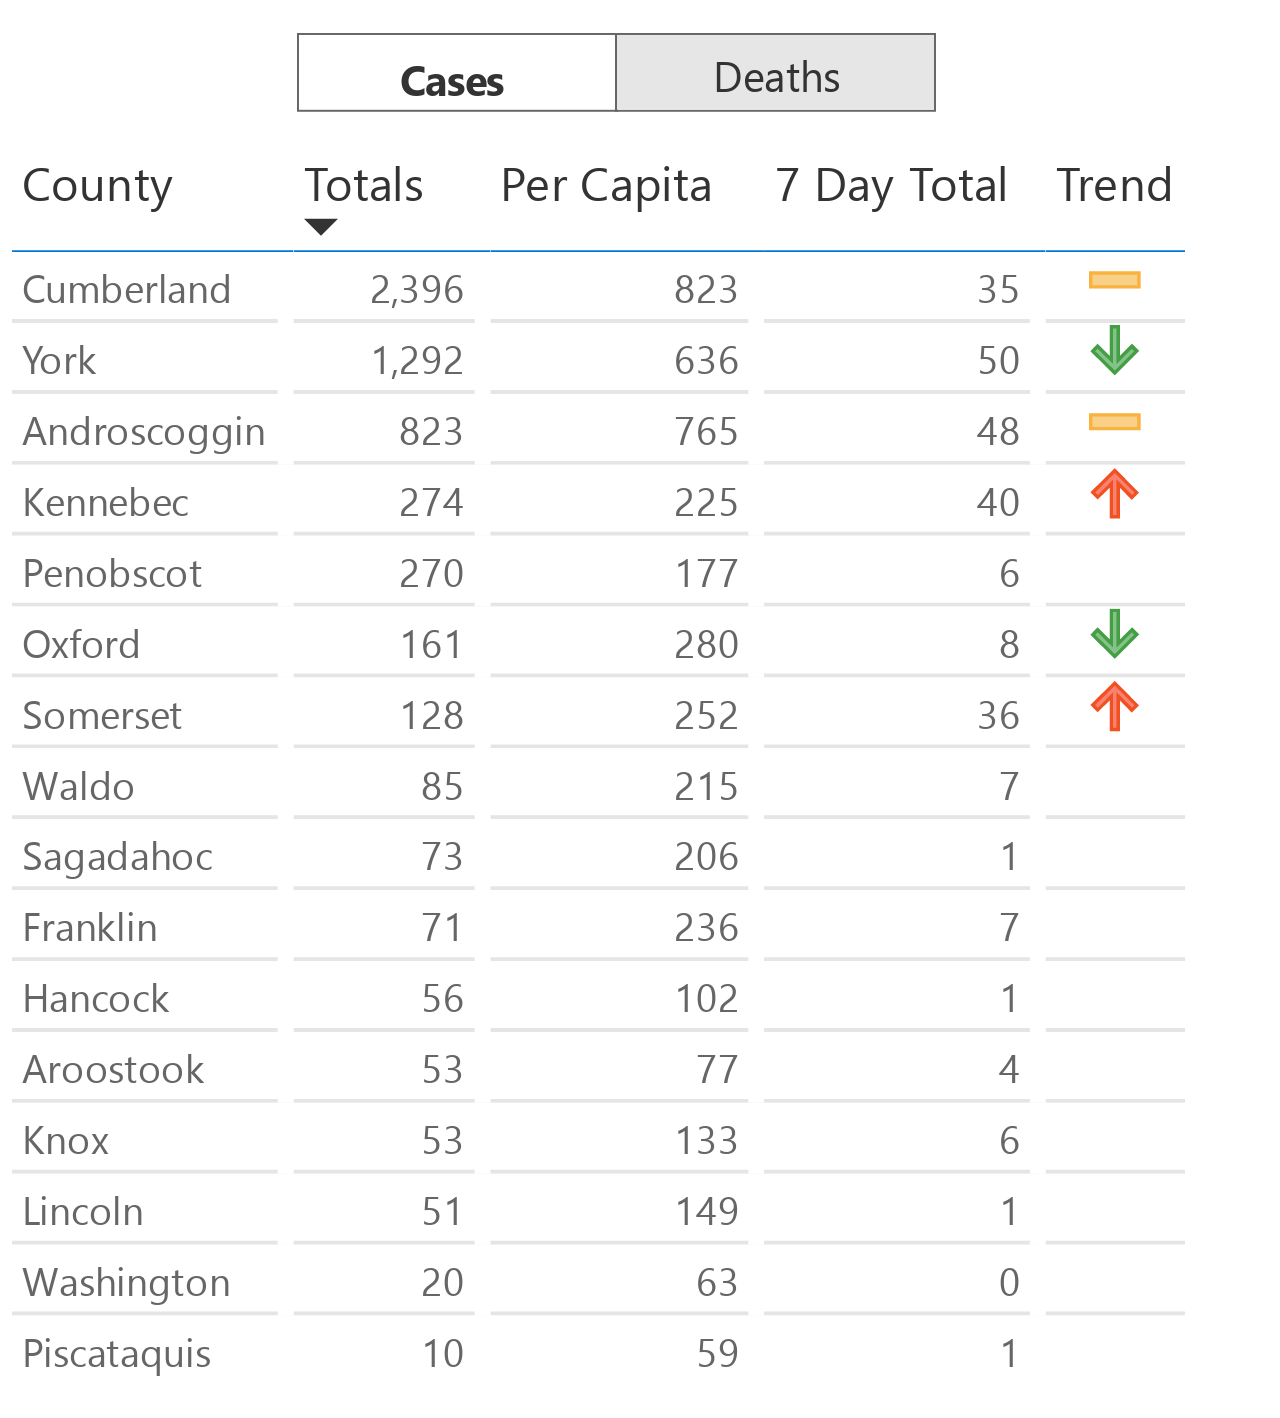 Cases Deaths
County Totals Per Capita 7 Day Total Trend
Cumberland 2,396 823 35
York 1,292 636 50
Androscoggin 823 765 48
Kennebec 274 225 40
Penobscot 270 177 6
Oxford 161 280 8
Somerset 128 252 36
Waldo 85 215 7
Sagadahoc 73 206 1
Franklin 71 236 7
Hancock 56 102 1
Aroostook 53 77 4
Knox 53 133 6
Lincoln 51 149 1
Washington 20 63 0
Piscataquis 10 59 1